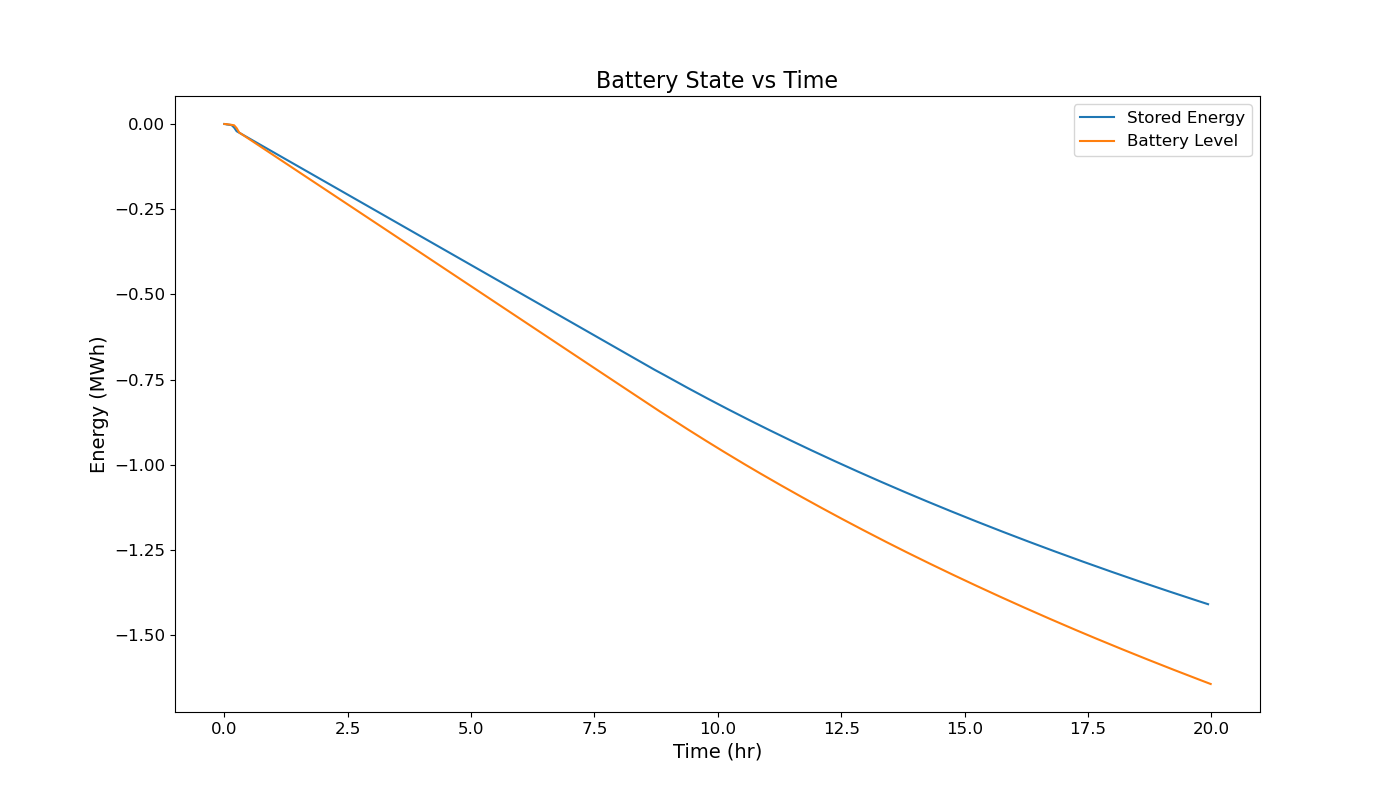 Battery State vs Time
Stored Energy
Battery Level
Energy (MWh)
0.00
−0.25
−0.50
−0.75
−1.00
−1.25
−1.50
0.0 2.5 5.0 7.5 10.0 12.5 15.0 17.5 20.0
Time (hr)